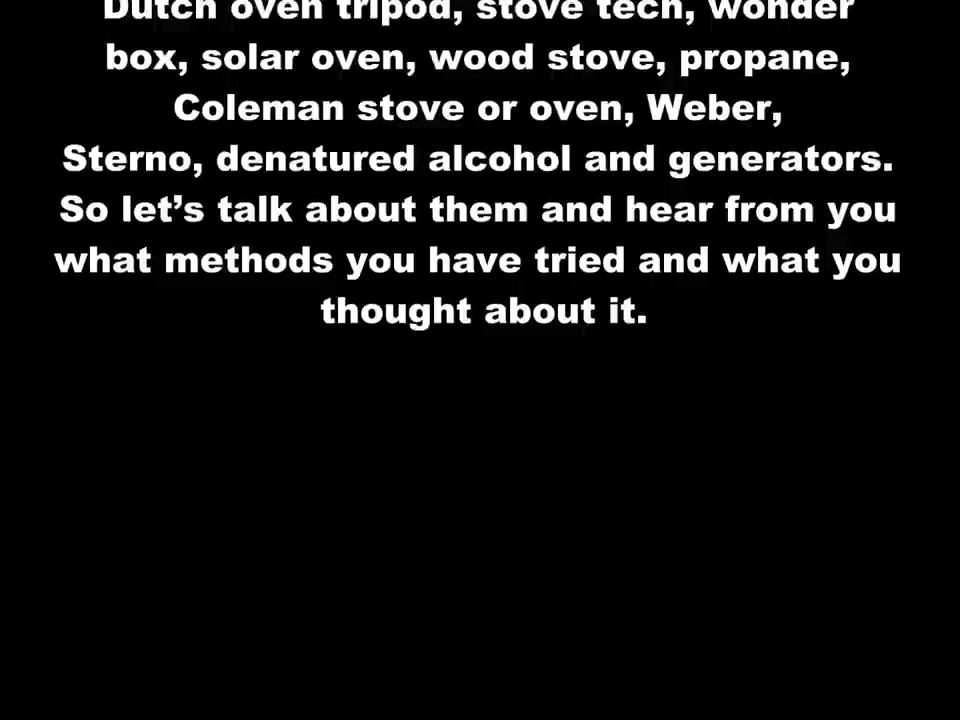 Dutch oven tripod, stove tech, wonder
box, solar oven, wood stove, propane,
Coleman stove or oven, Weber,
Sterno, denatured alcohol and generators.
So let’s talk about them and hear from you
what methods you have tried and what you
thought about it.